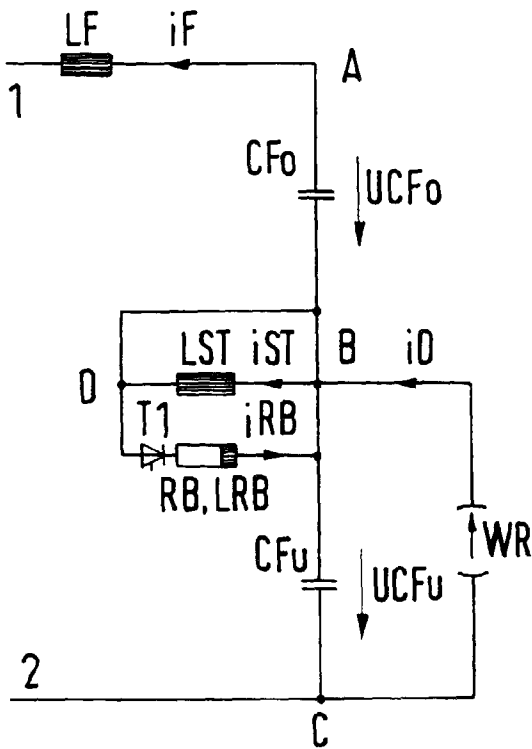 LF iF A
1
CFo UCFo
LST iST B iD
D
T1 iRB
RB, LRB
WR
CFu UCFu
2
C